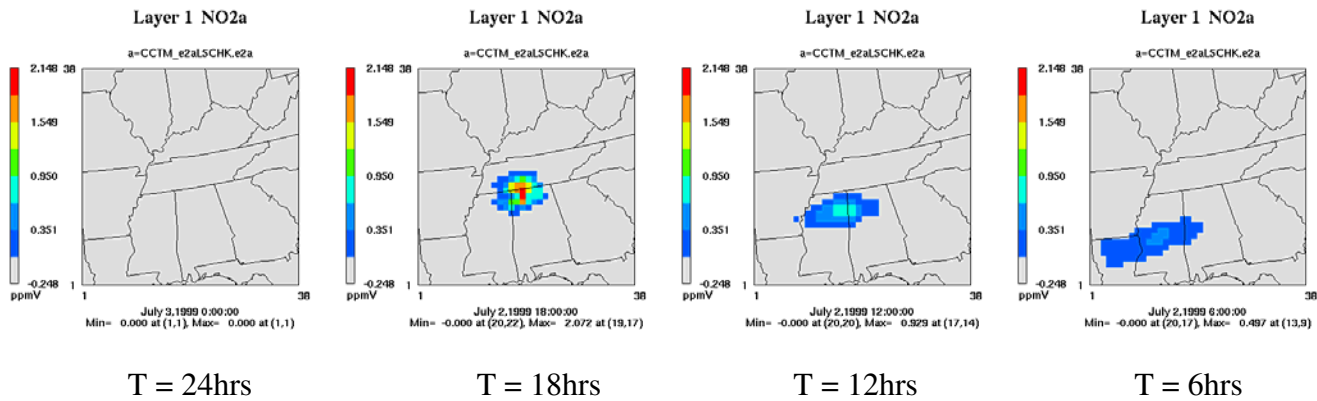 Layer 1 NO2a
a=CCTM_e2aLSCHK.e2a
2.148
1.549
0.950
0.351
-0.248
ppmV
38
1
1
38
July 3,1999 0:00:00
Min= 0.000 at (1,1), Max= 0.000 at (1,1)
T = 24hrs
Layer 1 NO2a
a=CCTM_e2aLSCHK.e2a
2.148
1.549
0.950
0.351
-0.248
ppmV
38
1
1
38
July 2,1999 18:00:00
Min= -0.000 at (20,22), Max= 2.072 at (19,17)
T = 18hrs
Layer 1 NO2a
a=CCTM_e2aLSCHK.e2a
2.148
1.549
0.950
0.351
-0.248
ppmV
38
1
1
38
July 2,1999 12:00:00
Min= -0.000 at (20,20), Max= 0.929 at (17,14)
T = 12hrs
Layer 1 NO2a
a=CCTM_e2aLSCHK.e2a
2.148
1.549
0.950
0.351
-0.248
ppmV
38
1
1
38
July 2,1999 6:00:00
Min= -0.000 at (20,17), Max= 0.497 at (13,9)
T = 6hrs